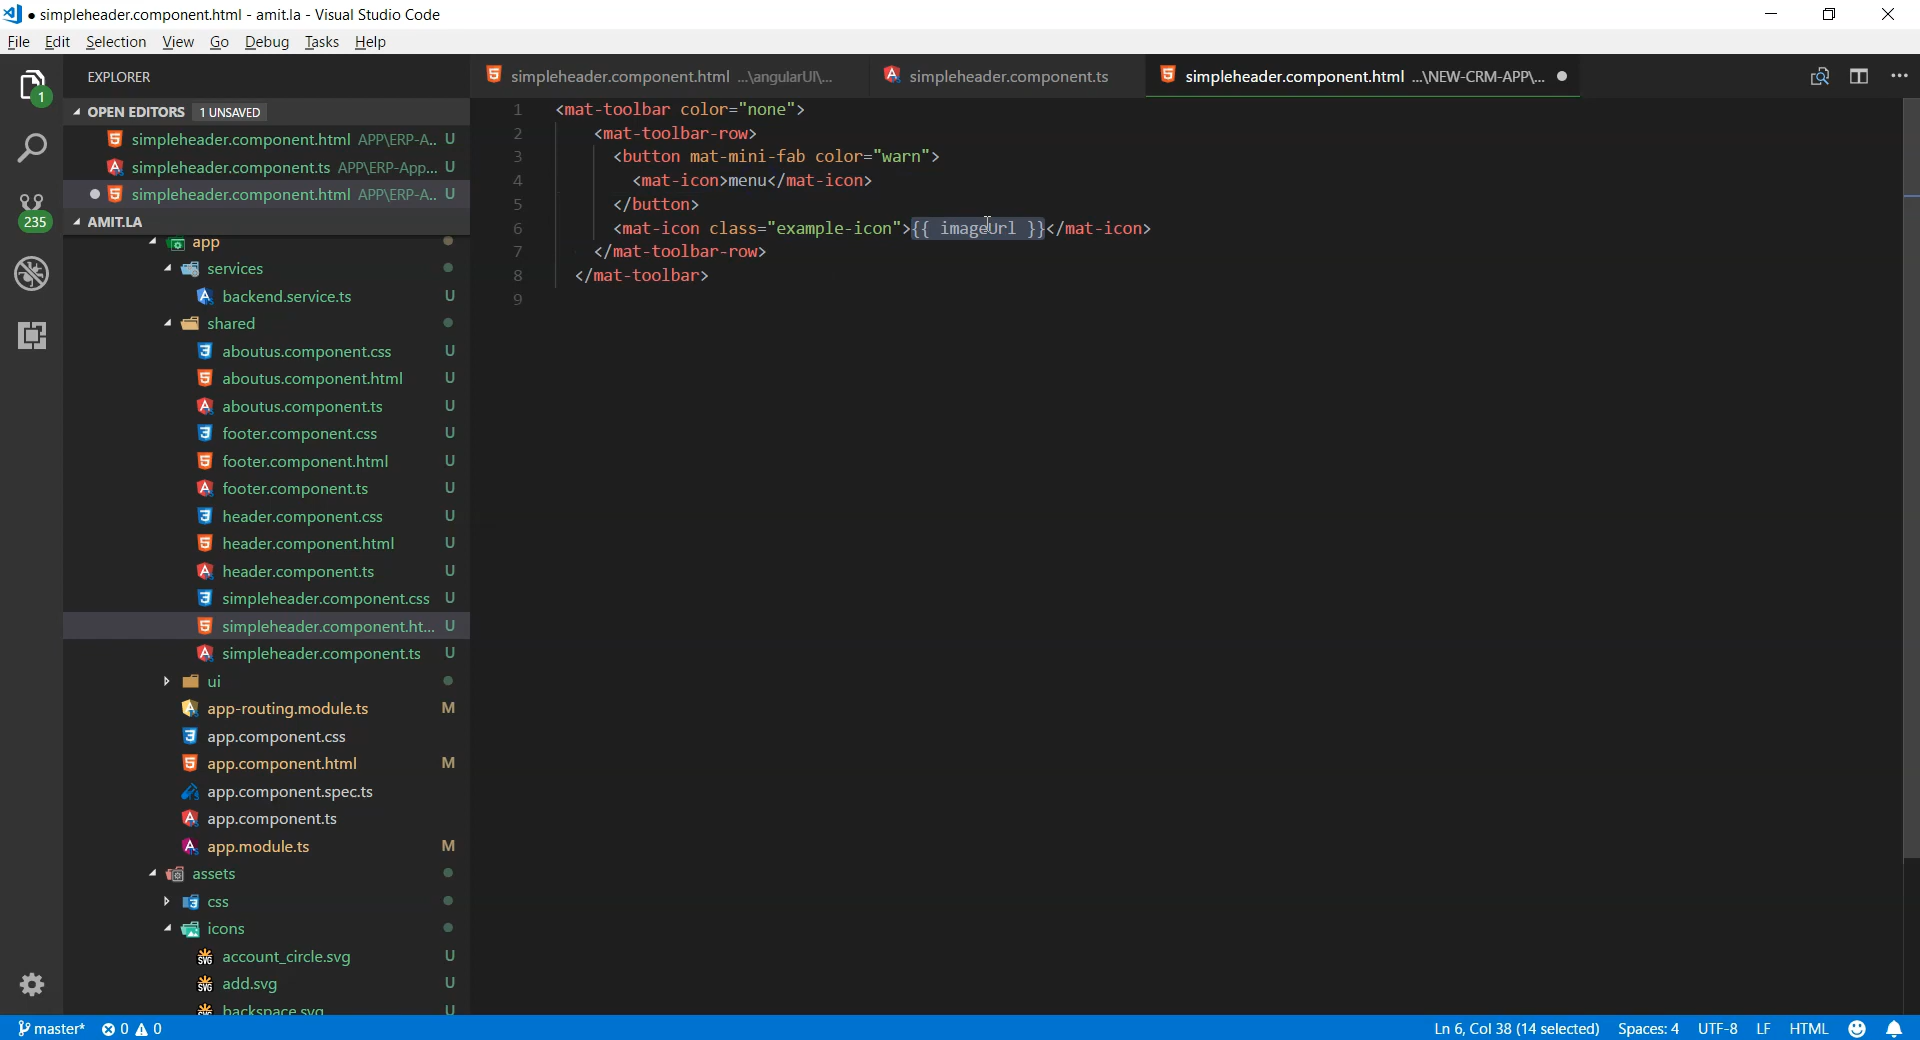 simpleheader.component.html - amit.la - Visual Studio Code
File Edit Selection View Go Debug Tasks Help
1
235
EXPLORER
OPEN EDITORS 1 UNSAVED
simpleheader.component.html APP\ERP-A.. U
simpleheader.component.ts APP\ERP-App... U
simpleheader.component.html APP\ERP-A.. U
AMIT.LA
app
services
backend.service.ts U
shared
aboutus.component.css U
aboutus.component.html U
aboutus.component.ts U
footer.component.css U
footer.component.html U
footer.component.ts U
header.component.css U
header.component.html U
header.component.ts U
simpleheader.component.css U
simpleheader.component.ht... U
simpleheader.component.ts U
ui
app-routing.module.ts M
app.component.css
app.component.html M
app.component.spec.ts
app.component.ts
app.module.ts M
assets
css
icons
account_circle.svg U
add.svg U
backspace.svg U
simpleheader.component.html ...\angularUI\... simpleheader.component.ts simpleheader.component.html ...\NEW-CRM-APP\...
1 <mat-toolbar color="none">
2 <mat-toolbar-row>
3 <button mat-mini-fab color="warn">
4 <mat-icon>menu</mat-icon>
5 </button>
6 <mat-icon class="example-icon">{{ imageUrl }}</mat-icon>
7 </mat-toolbar-row>
8 </mat-toolbar>
9
master* 0 0 Ln 6, Col 38 (14 selected) Spaces: 4 UTF-8 LF HTML